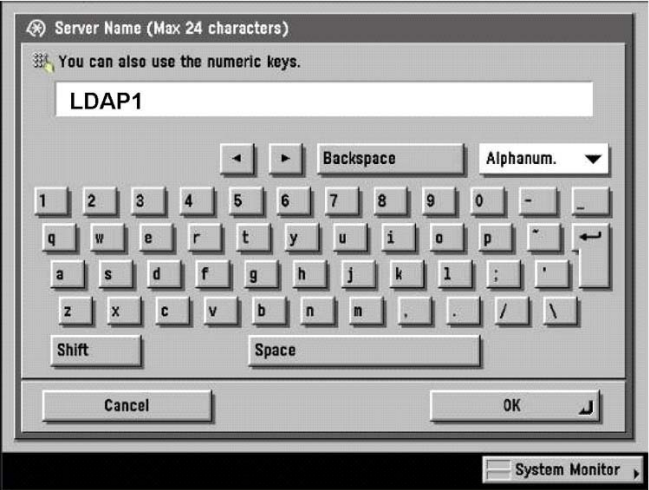 Server Name (Max 24 characters)
You can also use the numeric keys.
LDAP1
◄ ► Backspace Alphanum. ▼
1 2 3 4 5 6 7 8 9 0 - _
q w e r t y u i o p ~ ↵
a s d f g h j k l ; '
z x c v b n m , . / \
Shift Space
Cancel OK
System Monitor